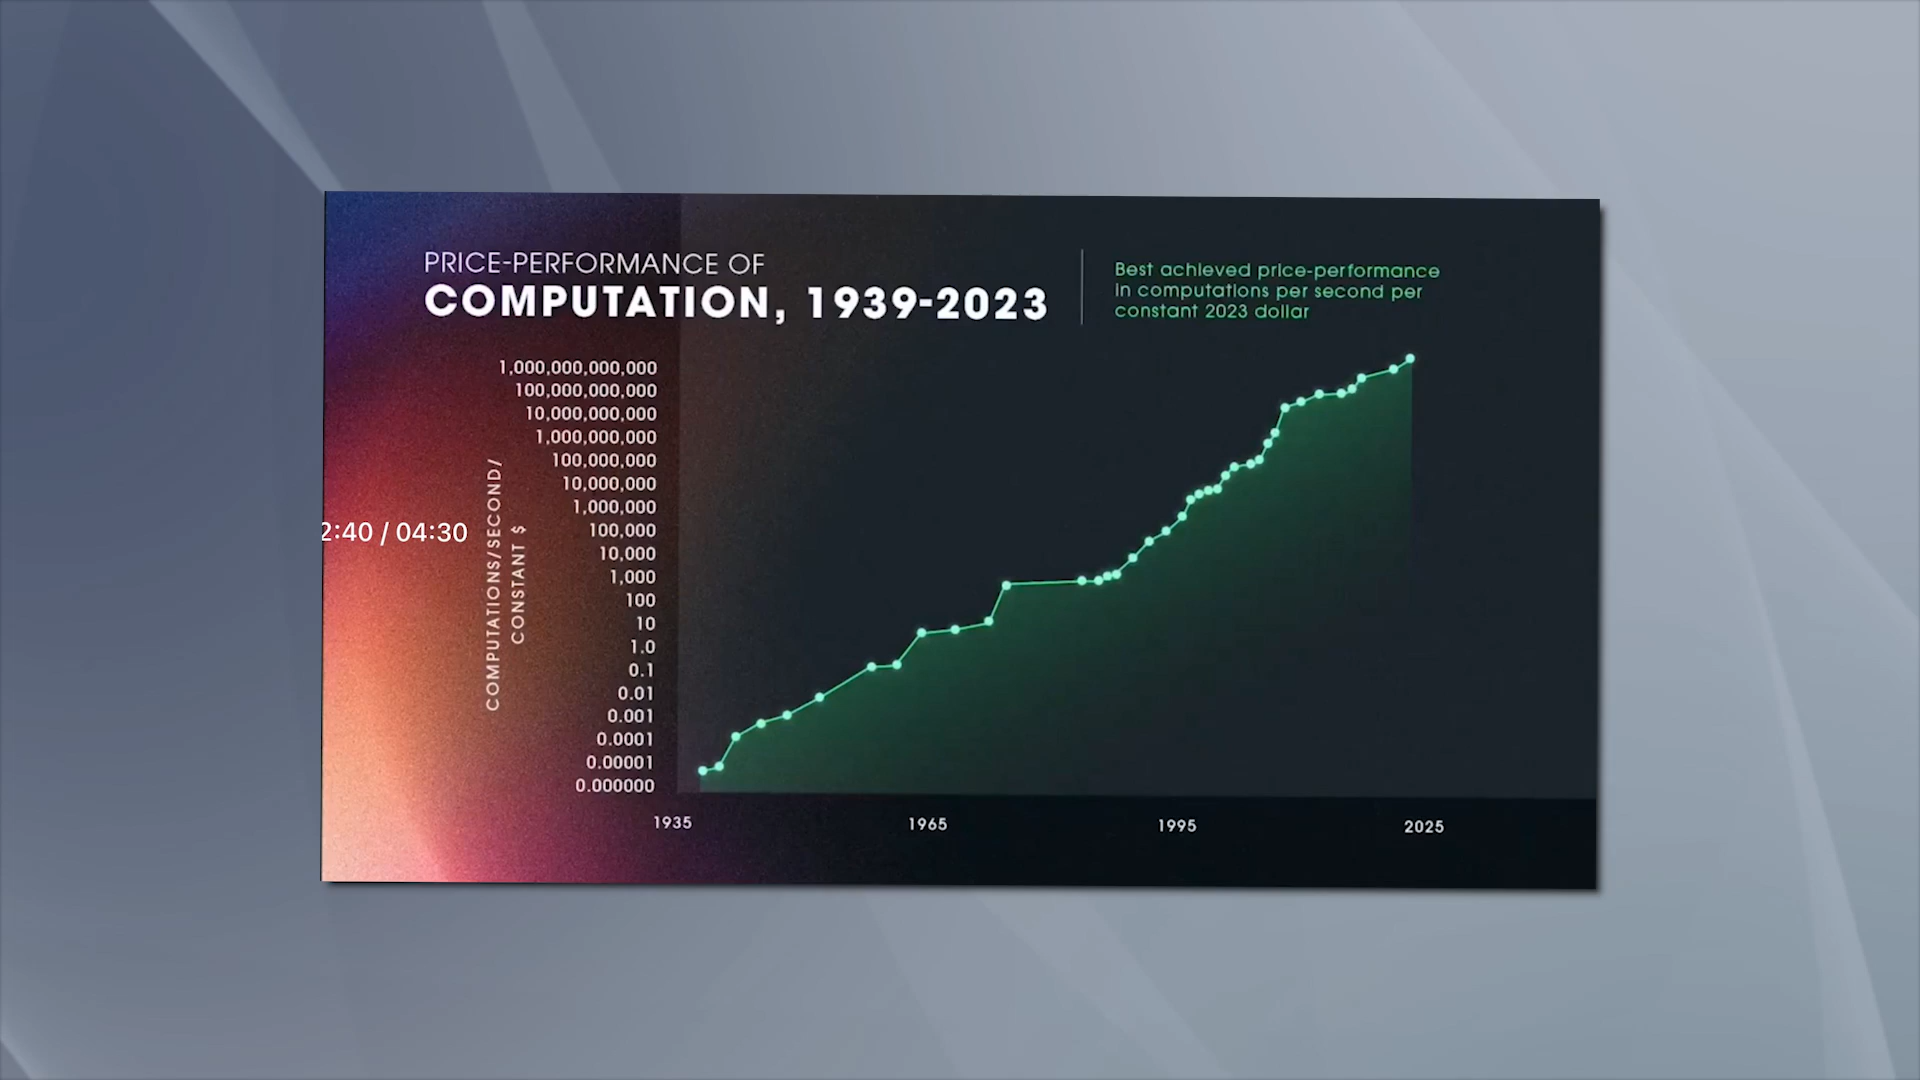 PRICE-PERFORMANCE OF
COMPUTATION, 1939-2023
Best achieved price-performance
in computations per second per
constant 2023 dollar
1,000,000,000,000
100,000,000,000
10,000,000,000
1,000,000,000
100,000,000
10,000,000
1,000,000
100,000
10,000
1,000
100
10
1.0
0.1
0.01
0.001
0.0001
0.00001
0.000000
COMPUTATIONS/SECOND/
CONSTANT $
2:40 / 04:30
1935
1965
1995
2025